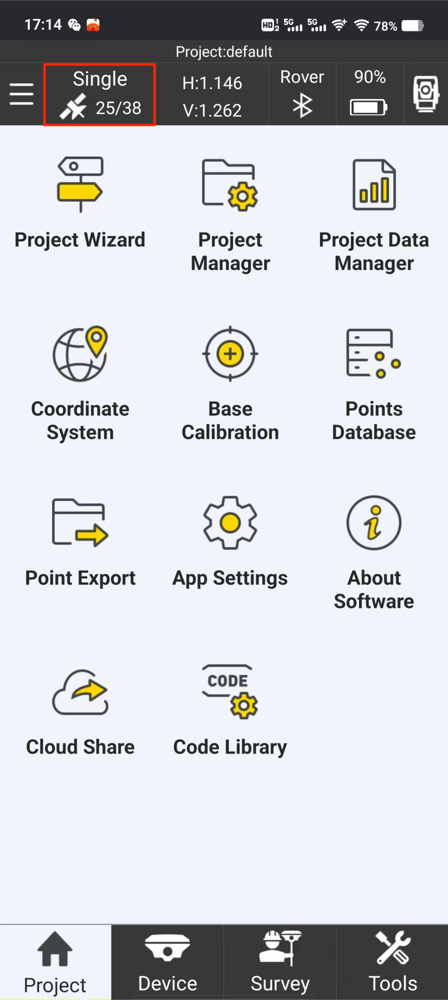 17:14
HD 1 2 5G 5G 78%
Project:default
Single
25/38
H:1.146
V:1.262
Rover
90%
Project Wizard
Project
Manager
Project Data
Manager
Coordinate
System
Base
Calibration
Points
Database
Point Export
App Settings
About
Software
CODE
Cloud Share
Code Library
Project
Device
Survey
Tools